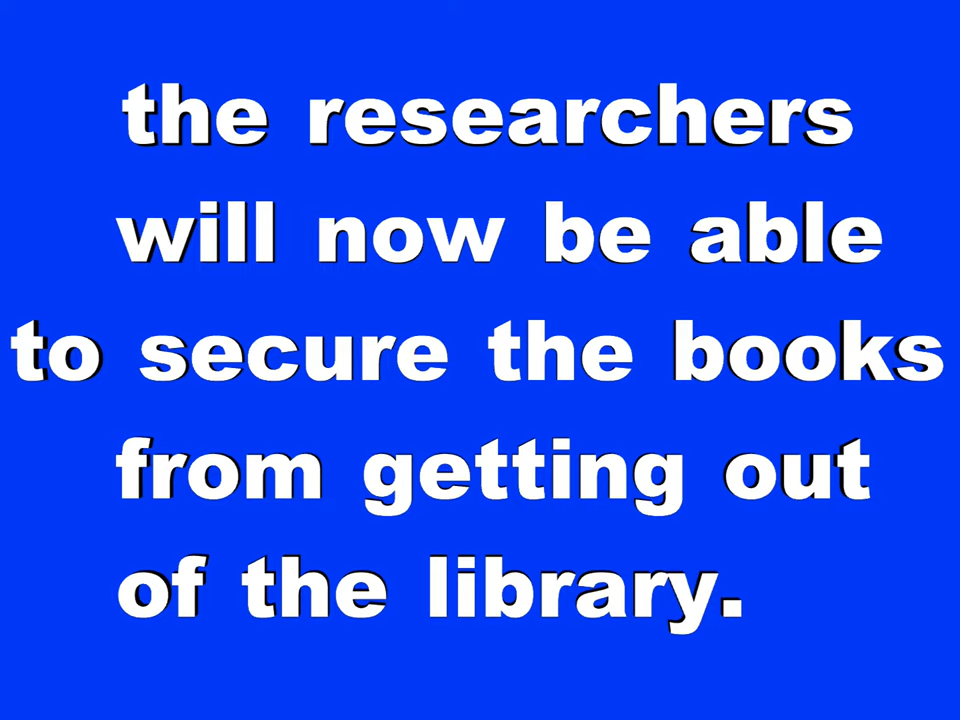 the researchers
will now be able
to secure the books
from getting out
of the library.